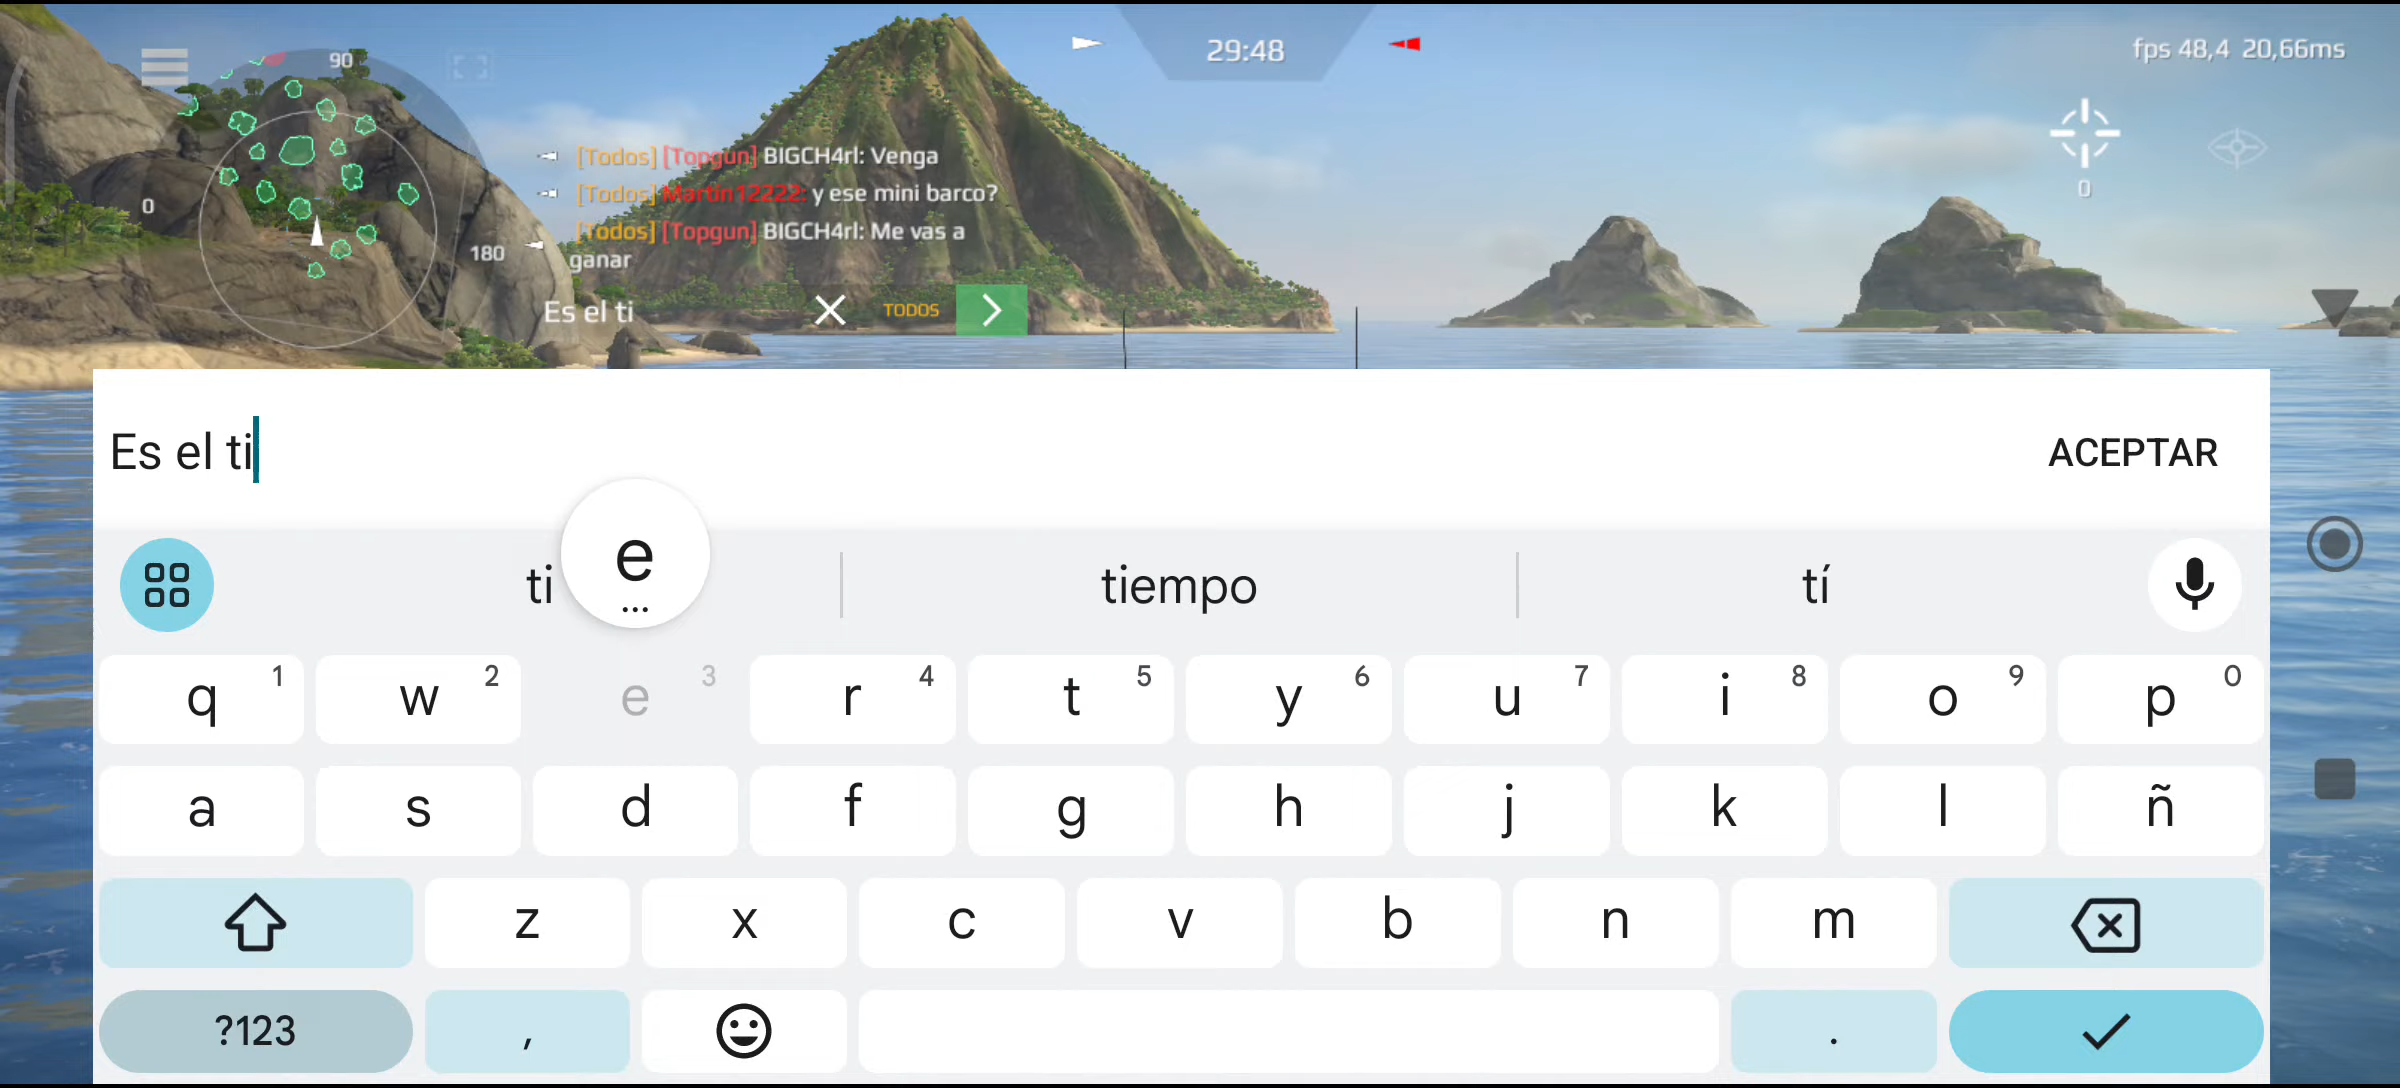 90
29:48
fps 48,4 20,66ms
[Todos] [Topgun] BIGCH4rl: Venga
[Todos] Martin12222: y ese mini barco?
[Todos] [Topgun] BIGCH4rl: Me vas a
ganar
0
180
0
Es el ti
TODOS
Es el ti
ACEPTAR
e
...
ti
tiempo
tí
q 1 w 2 e 3 r 4 t 5 y 6 u 7 i 8 o 9 p 0
a s d f g h j k l ñ
z x c v b n m
?123 , .